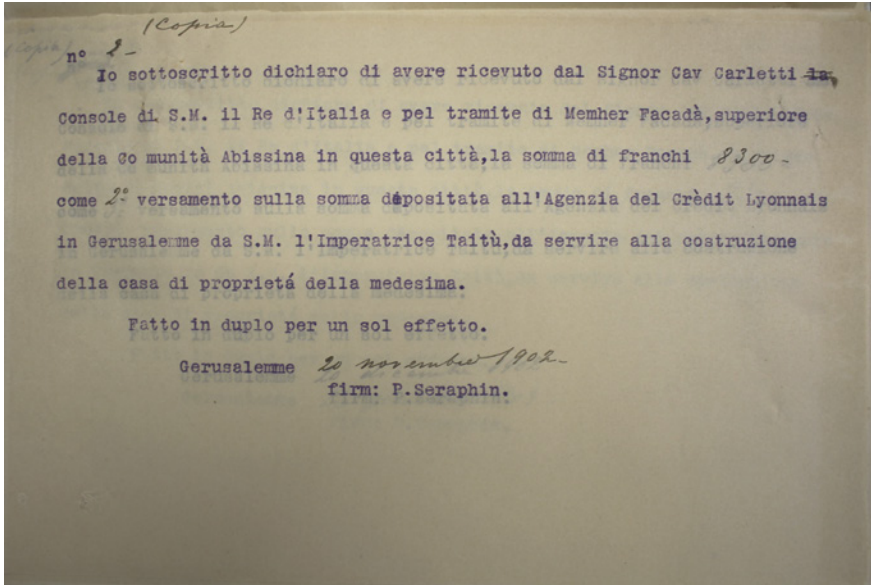 (Copia)
n° 2-
Io sottoscritto dichiaro di avere ricevuto dal Signor Cav Carletti la
Console di S.M. il Re d'Italia e pel tramite di Memher Facadà,superiore
della Co munità Abissina in questa città,la somma di franchi 8300-
come 2° versamento sulla somma depositata all'Agenzia del Crèdit Lyonnais
in Gerusalemme da S.M. l'Imperatrice Taitù,da servire alla costruzione
della casa di proprietá della medesima.
Fatto in duplo per un sol effetto.
Gerusalemme 20 novembre 1902-
firm: P.Seraphin.